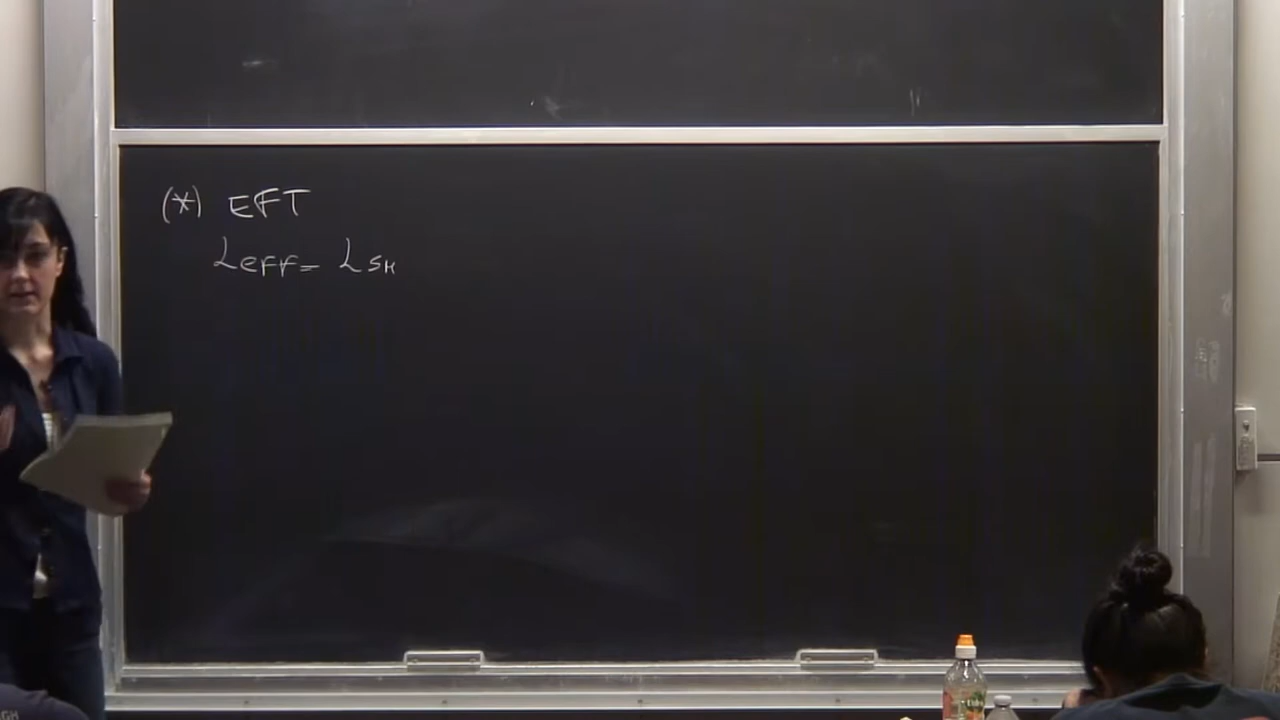 (*) EFT
Leff = LSM